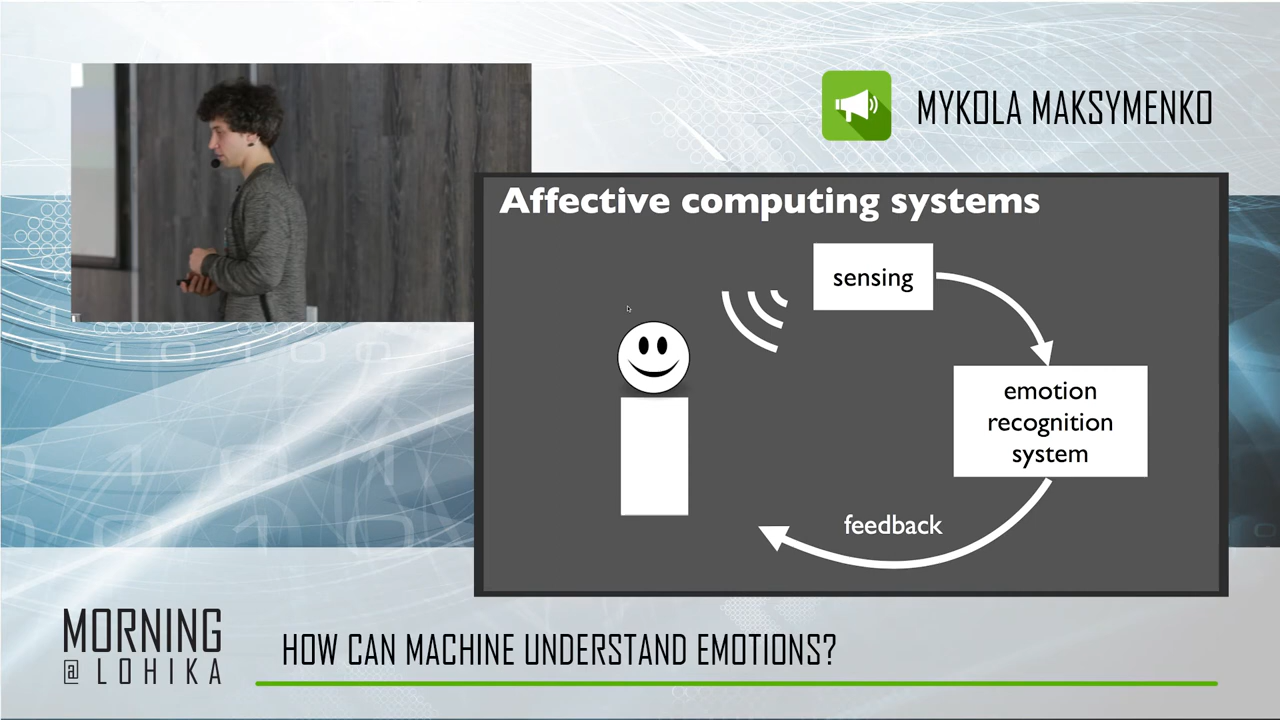 MYKOLA MAKSYMENKO
Affective computing systems
sensing
emotion
recognition
system
feedback
MORNING
@ LOHIKA
HOW CAN MACHINE UNDERSTAND EMOTIONS?